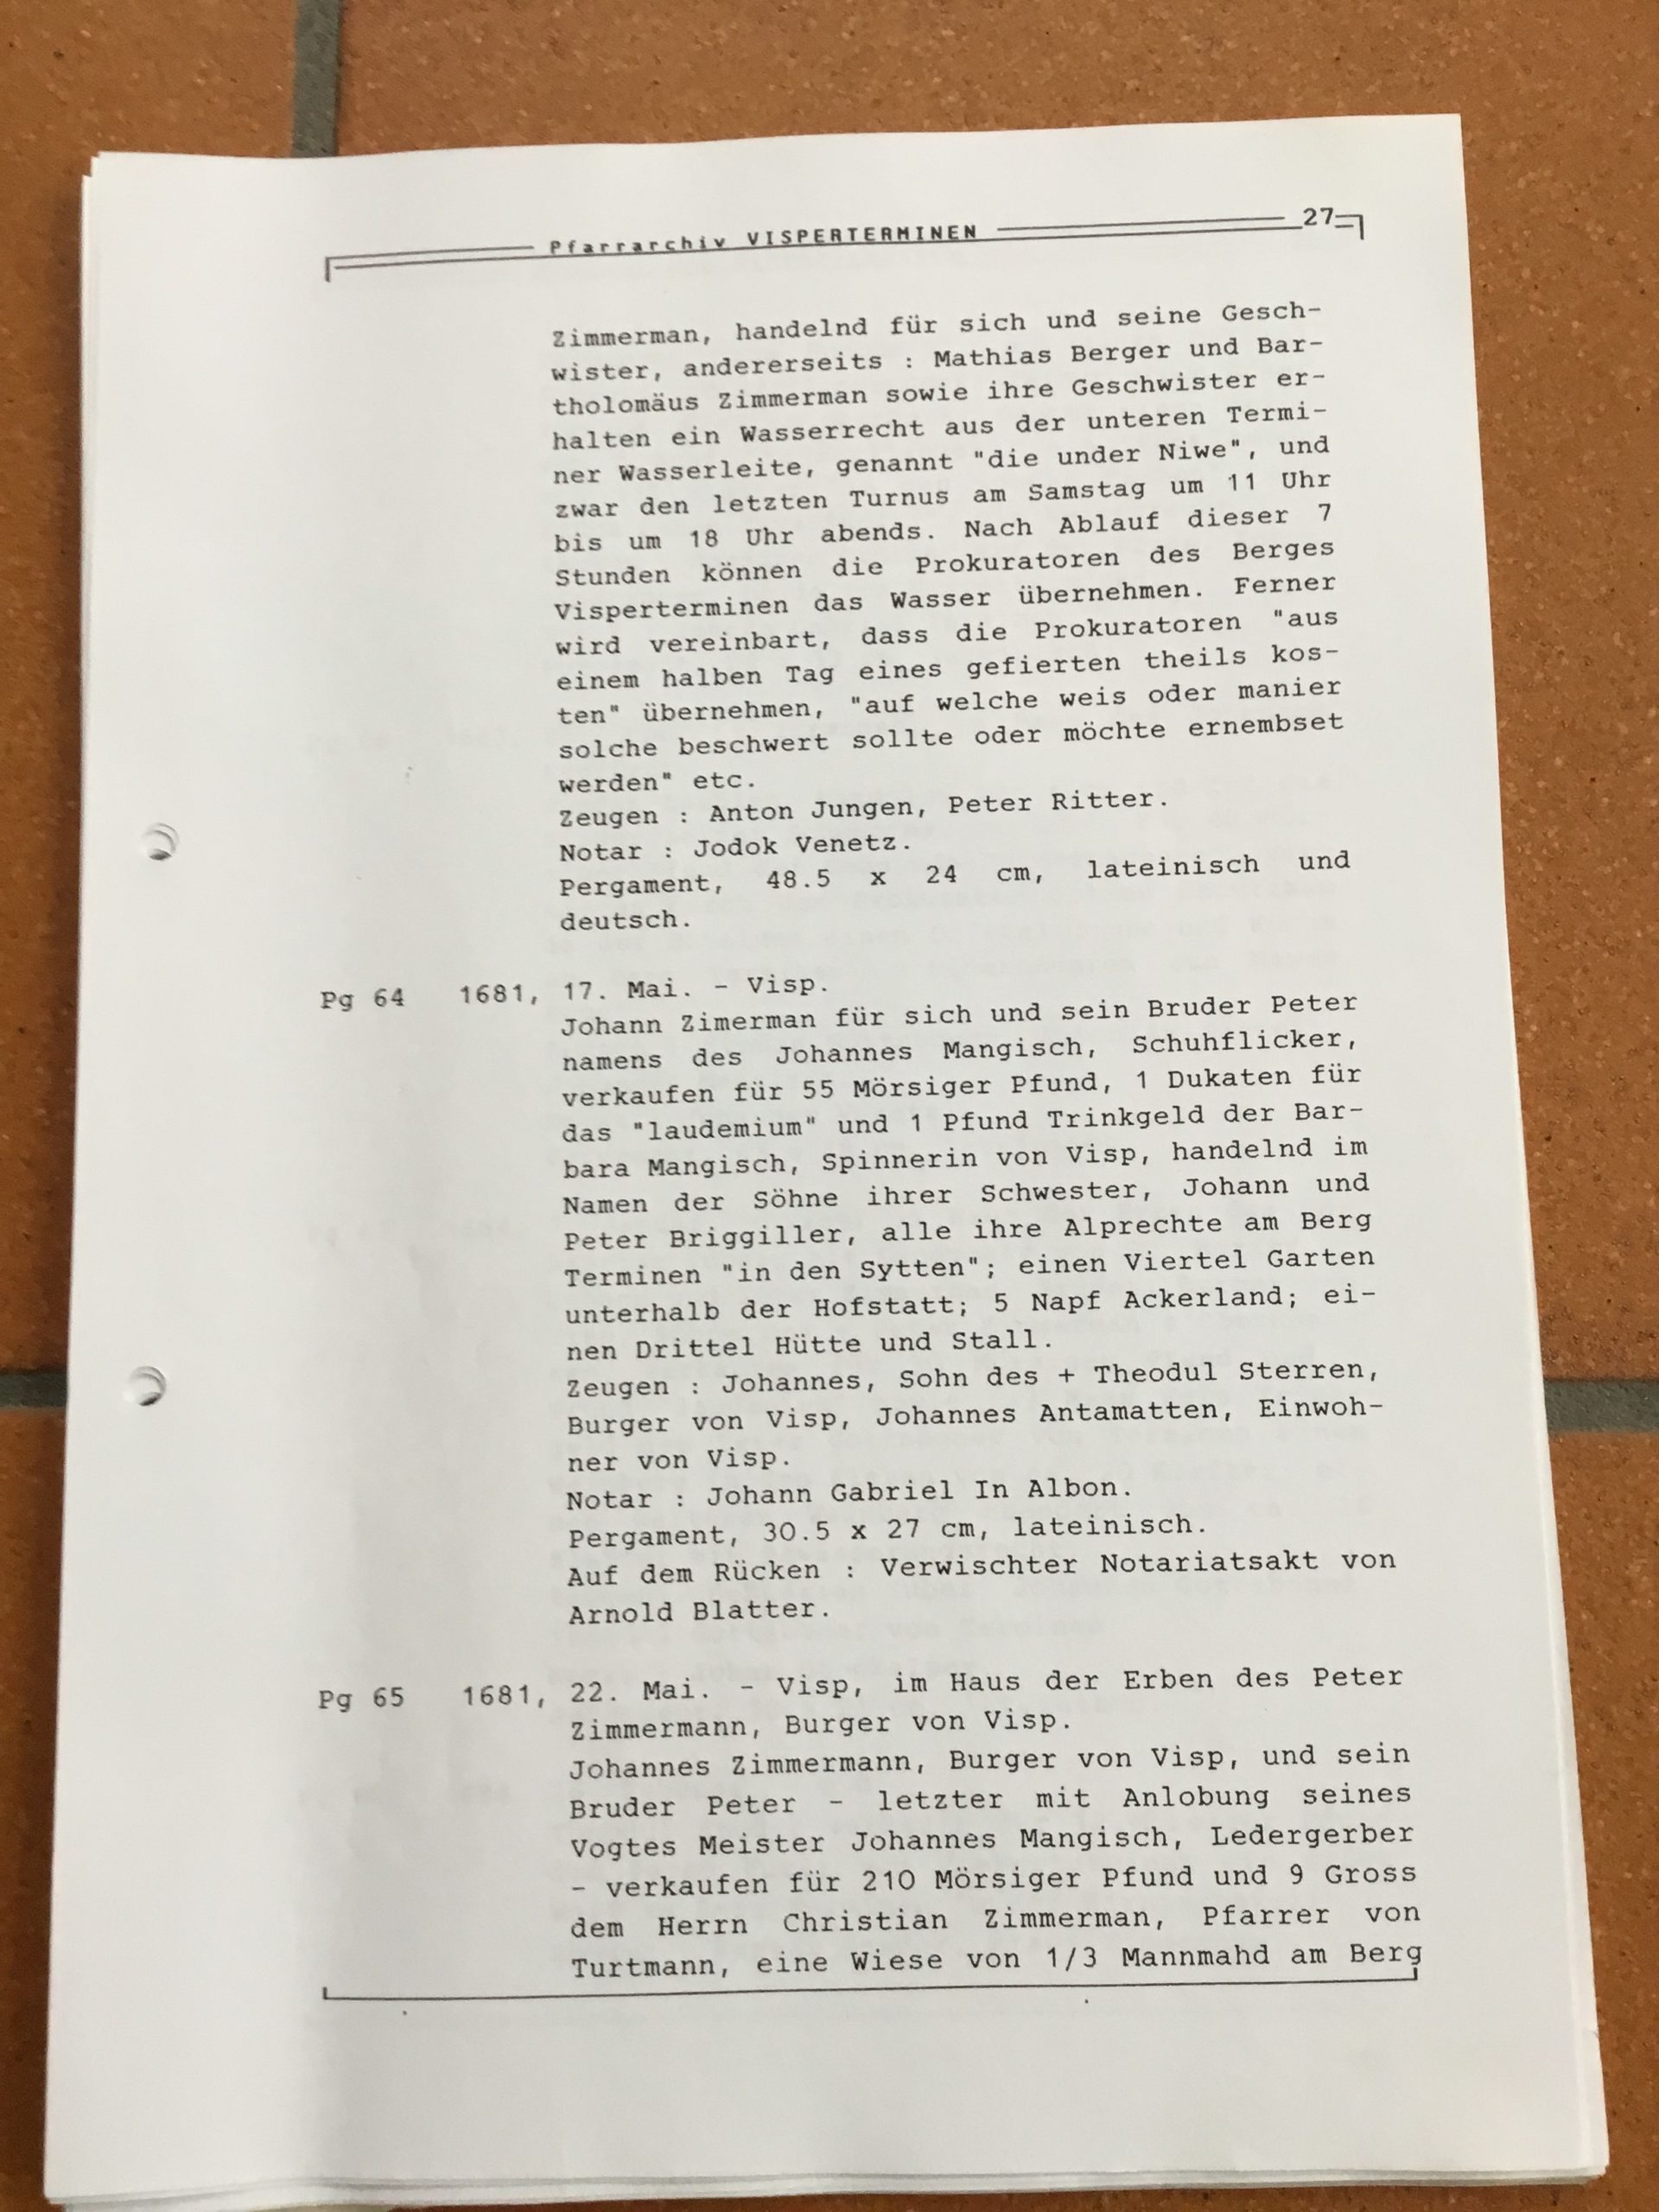 Pfarrarchiv VISPERTERMINEN 27
Zimmerman, handelnd für sich und seine Gesch-
wister, andererseits : Mathias Berger und Bar-
tholomäus Zimmerman sowie ihre Geschwister er-
halten ein Wasserrecht aus der unteren Termi-
ner Wasserleite, genannt "die under Niwe", und
zwar den letzten Turnus am Samstag um 11 Uhr
bis um 18 Uhr abends. Nach Ablauf dieser 7
Stunden können die Prokuratoren des Berges
Visperterminen das Wasser übernehmen. Ferner
wird vereinbart, dass die Prokuratoren "aus
einem halben Tag eines gefierten theils kos-
ten" übernehmen, "auf welche weis oder manier
solche beschwert sollte oder möchte ernembset
werden" etc.
Zeugen : Anton Jungen, Peter Ritter.
Notar : Jodok Venetz.
Pergament, 48.5 x 24 cm, lateinisch und
deutsch.
Pg 64 1681, 17. Mai. - Visp.
Johann Zimerman für sich und sein Bruder Peter
namens des Johannes Mangisch, Schuhflicker,
verkaufen für 55 Mörsiger Pfund, 1 Dukaten für
das "laudemium" und 1 Pfund Trinkgeld der Bar-
bara Mangisch, Spinnerin von Visp, handelnd im
Namen der Söhne ihrer Schwester, Johann und
Peter Briggiller, alle ihre Alprechte am Berg
Terminen "in den Sytten"; einen Viertel Garten
unterhalb der Hofstatt; 5 Napf Ackerland; ei-
nen Drittel Hütte und Stall.
Zeugen : Johannes, Sohn des + Theodul Sterren,
Burger von Visp, Johannes Antamatten, Einwoh-
ner von Visp.
Notar : Johann Gabriel In Albon.
Pergament, 30.5 x 27 cm, lateinisch.
Auf dem Rücken : Verwischter Notariatsakt von
Arnold Blatter.
Pg 65 1681, 22. Mai. - Visp, im Haus der Erben des Peter
Zimmermann, Burger von Visp.
Johannes Zimmermann, Burger von Visp, und sein
Bruder Peter - letzter mit Anlobung seines
Vogtes Meister Johannes Mangisch, Ledergerber
- verkaufen für 210 Mörsiger Pfund und 9 Gross
dem Herrn Christian Zimmerman, Pfarrer von
Turtmann, eine Wiese von 1/3 Mannmahd am Berg